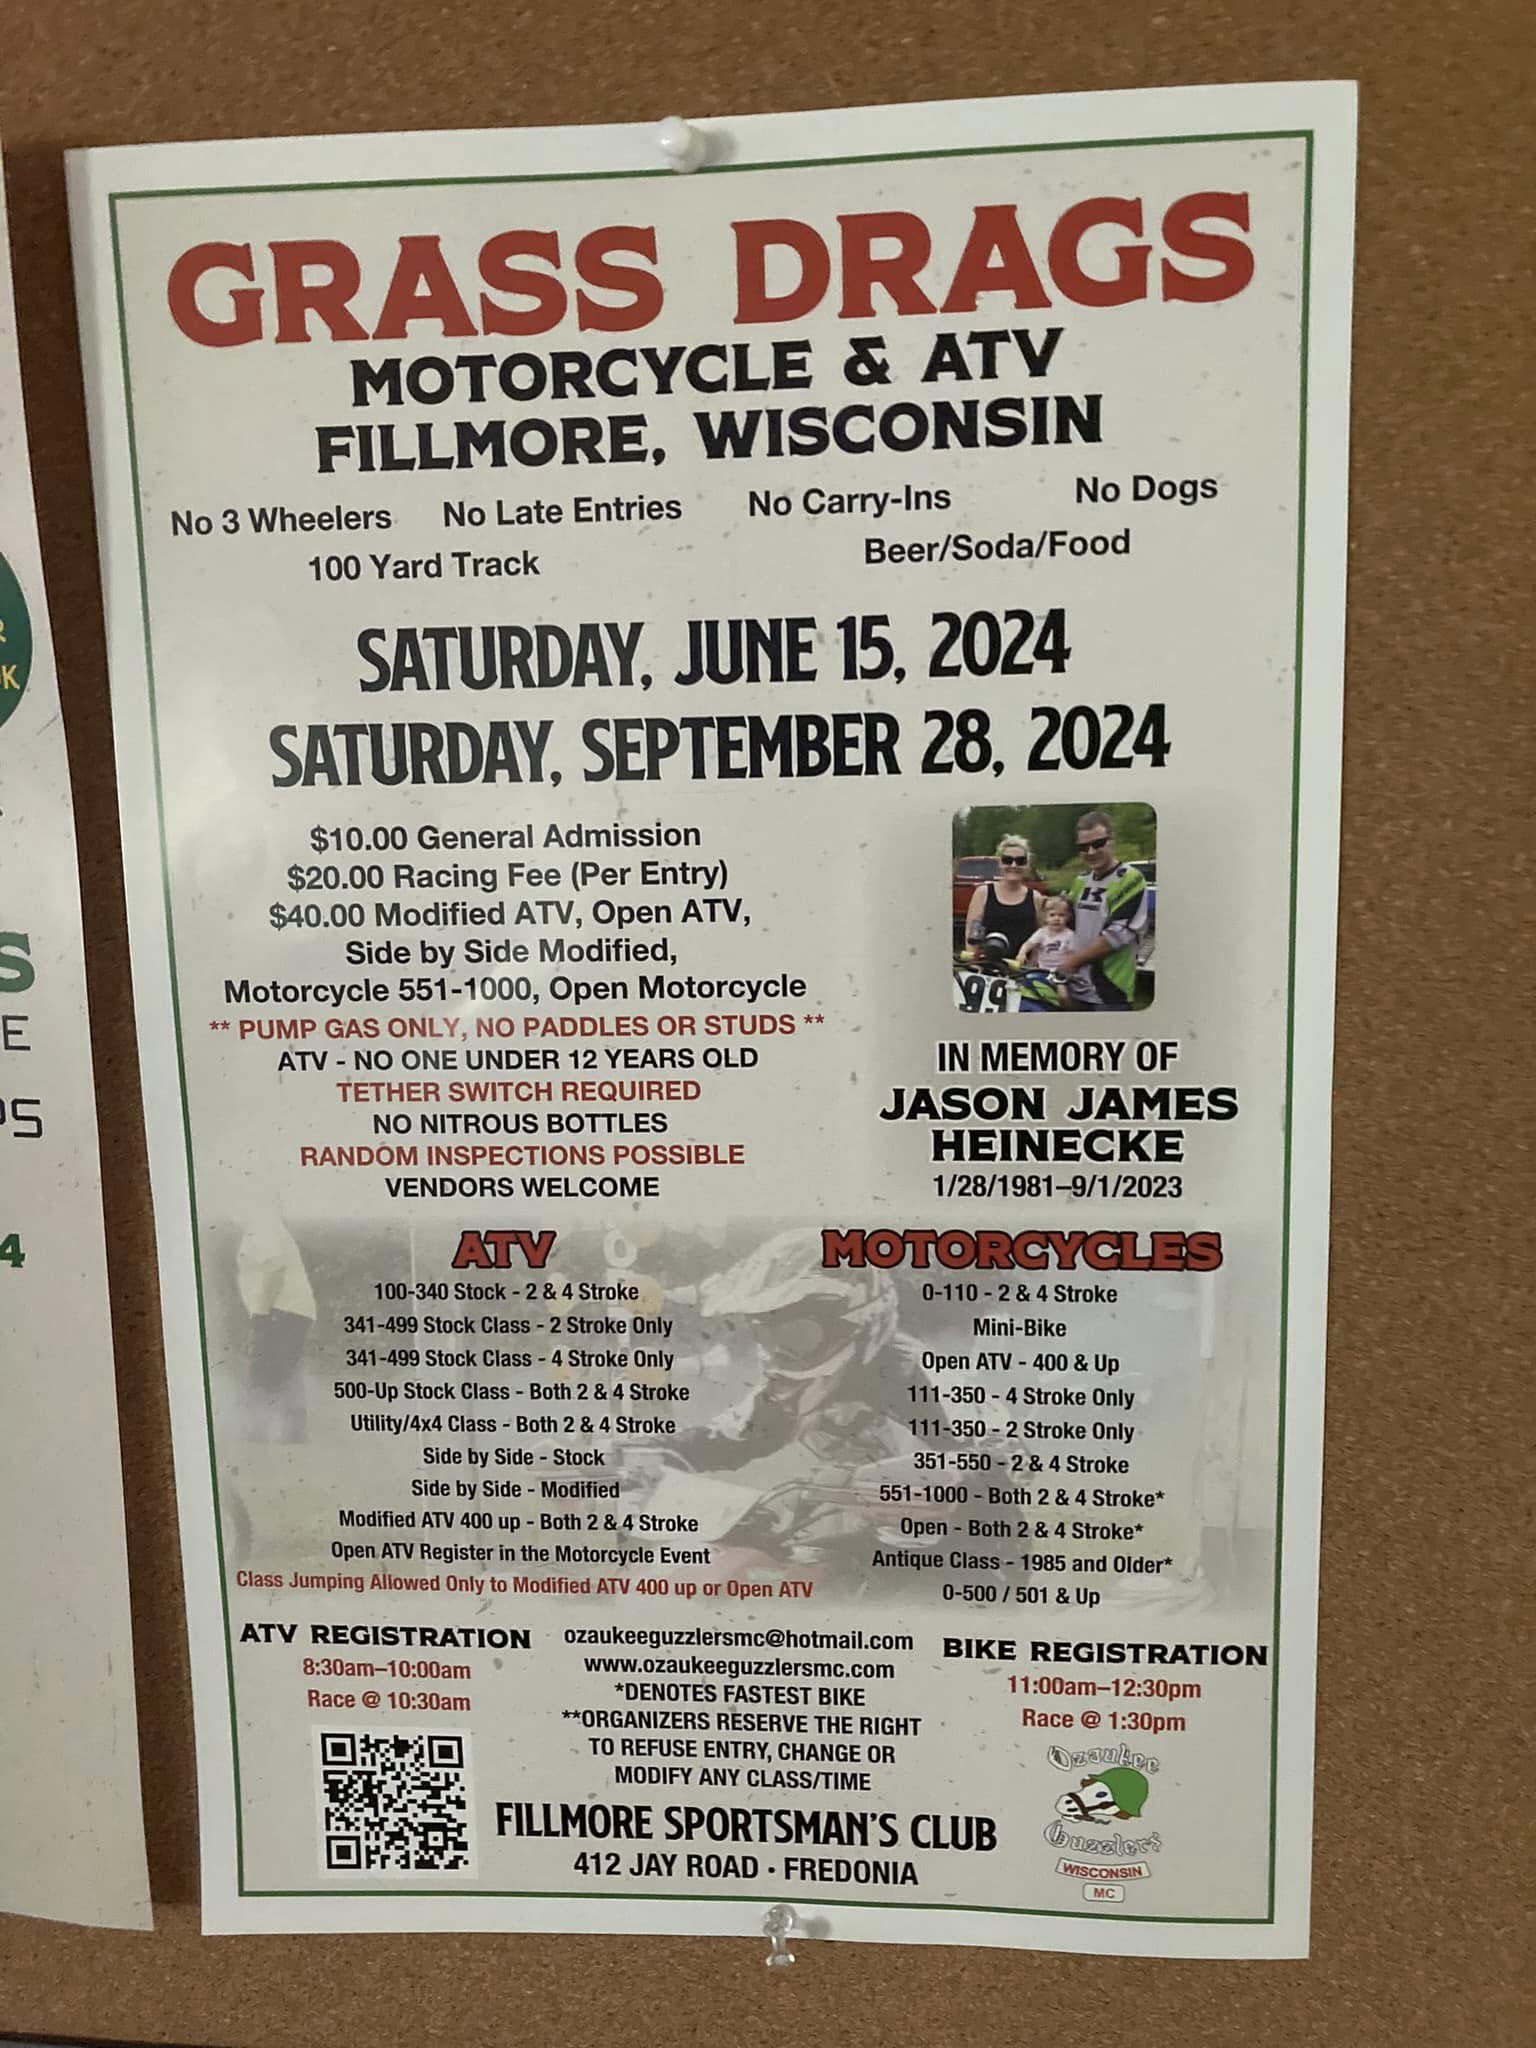 GRASS DRAGS
MOTORCYCLE & ATV
FILLMORE, WISCONSIN
No 3 Wheelers No Late Entries No Carry-Ins No Dogs
100 Yard Track Beer/Soda/Food
SATURDAY, JUNE 15, 2024
SATURDAY, SEPTEMBER 28, 2024
$10.00 General Admission
$20.00 Racing Fee (Per Entry)
$40.00 Modified ATV, Open ATV,
Side by Side Modified,
Motorcycle 551-1000, Open Motorcycle
** PUMP GAS ONLY, NO PADDLES OR STUDS **
ATV - NO ONE UNDER 12 YEARS OLD
TETHER SWITCH REQUIRED
NO NITROUS BOTTLES
RANDOM INSPECTIONS POSSIBLE
VENDORS WELCOME
99
IN MEMORY OF
JASON JAMES
HEINECKE
1/28/1981–9/1/2023
ATV
100-340 Stock - 2 & 4 Stroke
341-499 Stock Class - 2 Stroke Only
341-499 Stock Class - 4 Stroke Only
500-Up Stock Class - Both 2 & 4 Stroke
Utility/4x4 Class - Both 2 & 4 Stroke
Side by Side - Stock
Side by Side - Modified
Modified ATV 400 up - Both 2 & 4 Stroke
Open ATV Register in the Motorcycle Event
Class Jumping Allowed Only to Modified ATV 400 up or Open ATV
MOTORCYCLES
0-110 - 2 & 4 Stroke
Mini-Bike
Open ATV - 400 & Up
111-350 - 4 Stroke Only
111-350 - 2 Stroke Only
351-550 - 2 & 4 Stroke
551-1000 - Both 2 & 4 Stroke*
Open - Both 2 & 4 Stroke*
Antique Class - 1985 and Older*
0-500 / 501 & Up
ATV REGISTRATION
8:30am–10:00am
Race @ 10:30am
ozaukeeguzzlersmc@hotmail.com
www.ozaukeeguzzlersmc.com
*DENOTES FASTEST BIKE
**ORGANIZERS RESERVE THE RIGHT
TO REFUSE ENTRY, CHANGE OR
MODIFY ANY CLASS/TIME
BIKE REGISTRATION
11:00am–12:30pm
Race @ 1:30pm
FILLMORE SPORTSMAN'S CLUB
412 JAY ROAD · FREDONIA
Ozaukee
Guzzlers
WISCONSIN
MC